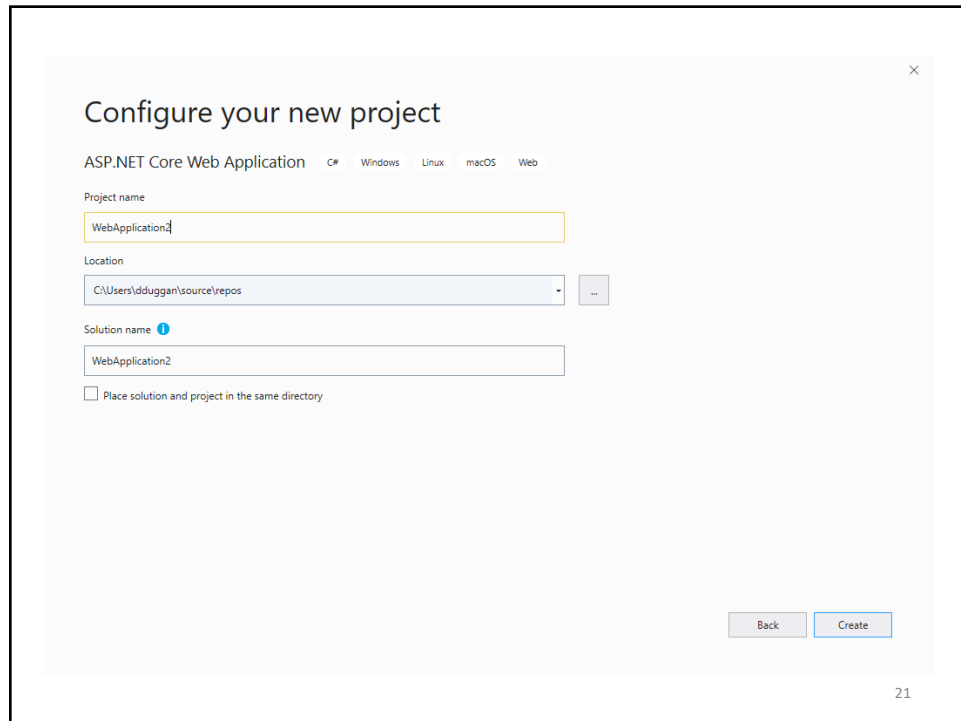 Configure your new project
ASP.NET Core Web Application C# Windows Linux macOS Web
Project name
WebApplication2
Location
C:\Users\dduggan\source\repos
...
Solution name
WebApplication2
Place solution and project in the same directory
Back Create
21